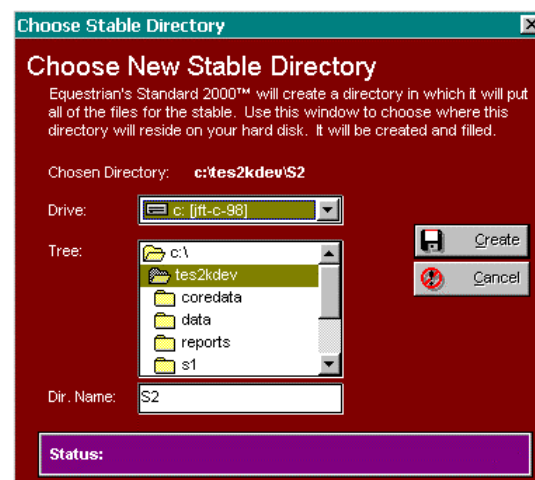 Choose Stable Directory
Choose New Stable Directory
Equestrian's Standard 2000™ will create a directory in which it will put
all of the files for the stable. Use this window to choose where this
directory will reside on your hard disk. It will be created and filled.
Chosen Directory: c:\tes2kdev\S2
Drive: c: [jft-c-98]
Tree: c:\
tes2kdev
coredata
data
reports
s1
Create
Cancel
Dir. Name: S2
Status: